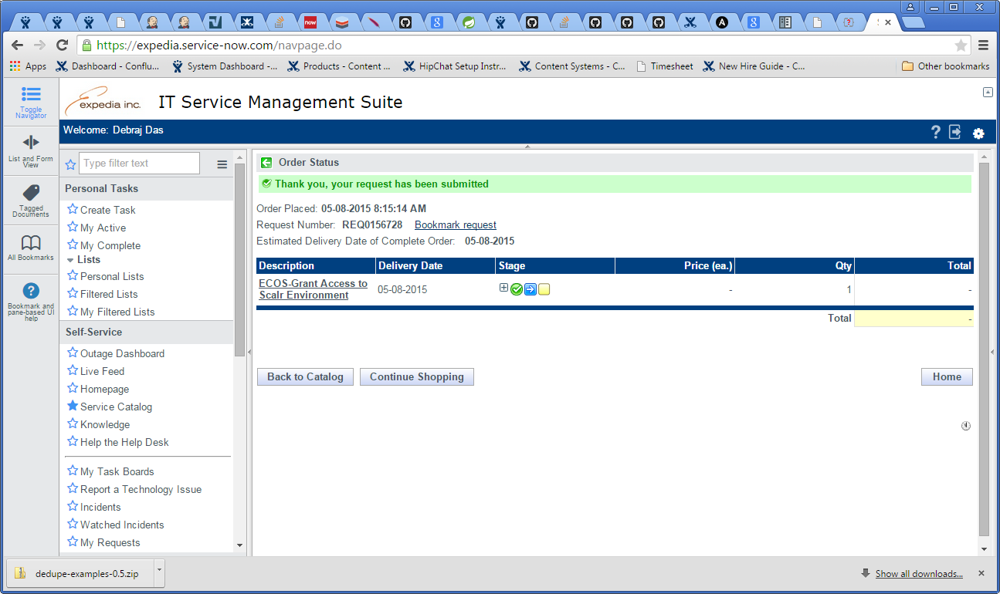 now
https://expedia.service-now.com/navpage.do
Apps
Dashboard - Conflu...
System Dashboard -...
Products - Content ...
HipChat Setup Instr...
Content Systems - C...
Timesheet
New Hire Guide - C...
Other bookmarks
Toggle
Navigator
List and Form
View
Tagged
Documents
All Bookmarks
Bookmark and
pane-based UI
help
expedia inc.
IT Service Management Suite
Welcome: Debraj Das
Type filter text
Personal Tasks
Create Task
My Active
My Complete
Lists
Personal Lists
Filtered Lists
My Filtered Lists
Self-Service
Outage Dashboard
Live Feed
Homepage
Service Catalog
Knowledge
Help the Help Desk
My Task Boards
Report a Technology Issue
Incidents
Watched Incidents
My Requests
Order Status
Thank you, your request has been submitted
Order Placed: 05-08-2015 8:15:14 AM
Request Number: REQ0156728 Bookmark request
Estimated Delivery Date of Complete Order: 05-08-2015
Description Delivery Date Stage Price (ea.) Qty Total
ECOS-Grant Access to
Scalr Environment
05-08-2015 - 1 -
Total -
Back to Catalog
Continue Shopping
Home
dedupe-examples-0.5.zip
Show all downloads...